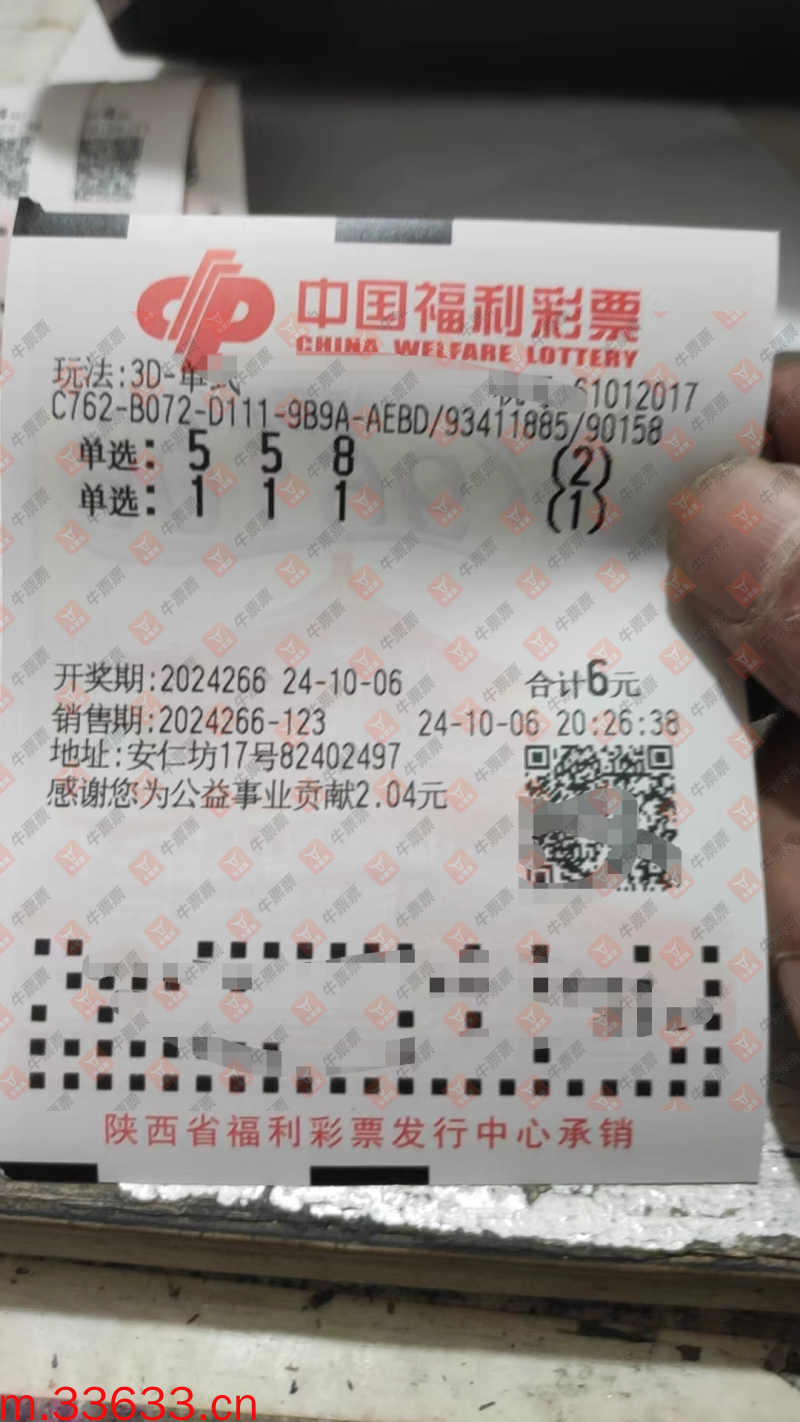 中国福利彩票
CHINA WELFARE LOTTERY
玩法:3D-单式
61012017
C762-B072-D111-9B9A-AEBD/93411885/90158
单选: 5 5 8 (2)
单选: 1 1 1 (1)
开奖期:2024266 24-10-06 合计6元
销售期:2024266-123 24-10-06 20:26:38
地址:安仁坊17号82402497
感谢您为公益事业贡献2.04元
陕西省福利彩票发行中心承销
牛票票
m.33633.cn